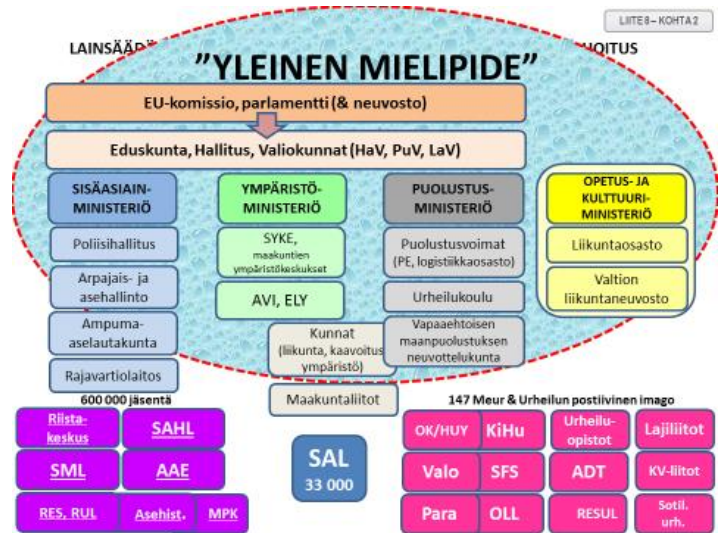 LIITE 8 – KOHTA 2
"YLEINEN MIELIPIDE"
EU-komissio, parlamentti (& neuvosto)
Eduskunta, Hallitus, Valiokunnat (HaV, PuV, LaV)
SISÄASIAIN-
MINISTERIÖ
Poliisihallitus
Arpajais- ja
asehallinto
Ampuma-
aselautakunta
Rajavartiolaitos
YMPÄRISTÖ-
MINISTERIÖ
SYKE,
maakuntien
ympäristökeskukset
AVI, ELY
PUOLUSTUS-
MINISTERIÖ
Puolustusvoimat
(PE, logistiikkaosasto)
Urheilukoulu
Vapaaehtoisen
maanpuolustuksen
neuvottelukunta
OPETUS- JA
KULTTUURI-
MINISTERIÖ
Liikuntaosasto
Valtion
liikuntaneuvosto
Kunnat
(liikunta, kaavoitus
ympäristö)
Maakuntaliitot
600 000 jäsentä
Riista-
keskus
SAHL
SML
AAE
RES, RUL
Asehist.
MPK
SAL
33 000
147 Meur & Urheilun postiivinen imago
OK/HUY
KiHu
Urheilu-
opistot
Lajiliitot
Valo
SFS
ADT
KV-liitot
Para
OLL
RESUL
Sotil.
urh.